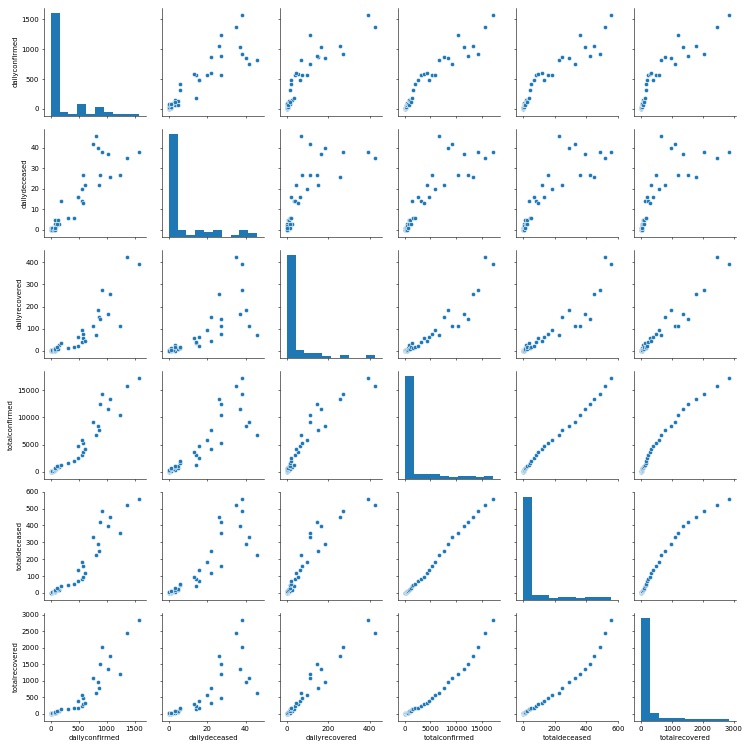 dailyconfirmed
1500
1000
500
0
dailydeceased
40
30
20
10
0
dailyrecovered
400
300
200
100
0
totalconfirmed
15000
10000
5000
0
totaldeceased
600
500
400
300
200
100
0
totalrecovered
3000
2500
2000
1500
1000
500
0
0 500 1000 1500
dailyconfirmed
0 20 40
dailydeceased
0 200 400
dailyrecovered
0 5000 10000 15000
totalconfirmed
0 200 400 600
totaldeceased
0 1000 2000 3000
totalrecovered